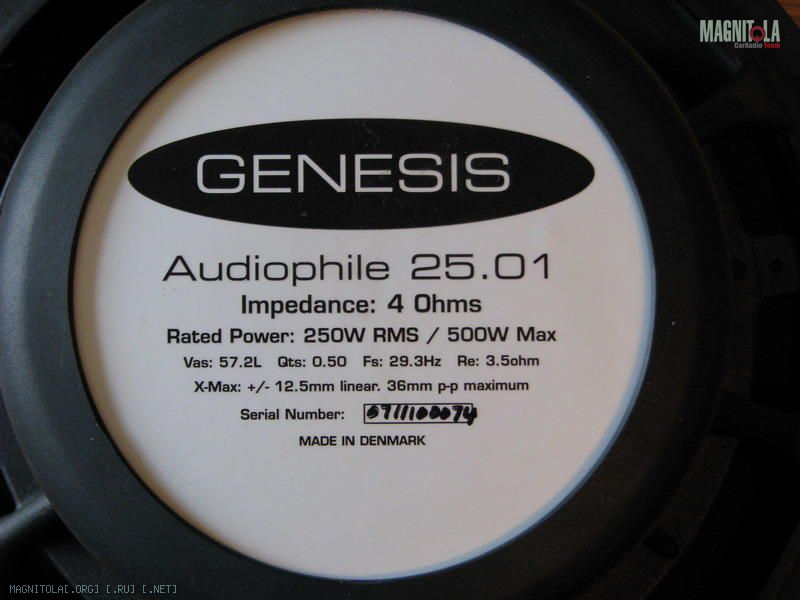 MAGNITOLA
CarAudio Team
GENESIS
Audiophile 25.01
Impedance: 4 Ohms
Rated Power: 250W RMS / 500W Max
Vas: 57.2L Qts: 0.50 Fs: 29.3Hz Re: 3.5ohm
X-Max: +/- 12.5mm linear. 36mm p-p maximum
Serial Number:
MADE IN DENMARK
MAGNITOLA[.ORG] [.RU] [.NET]